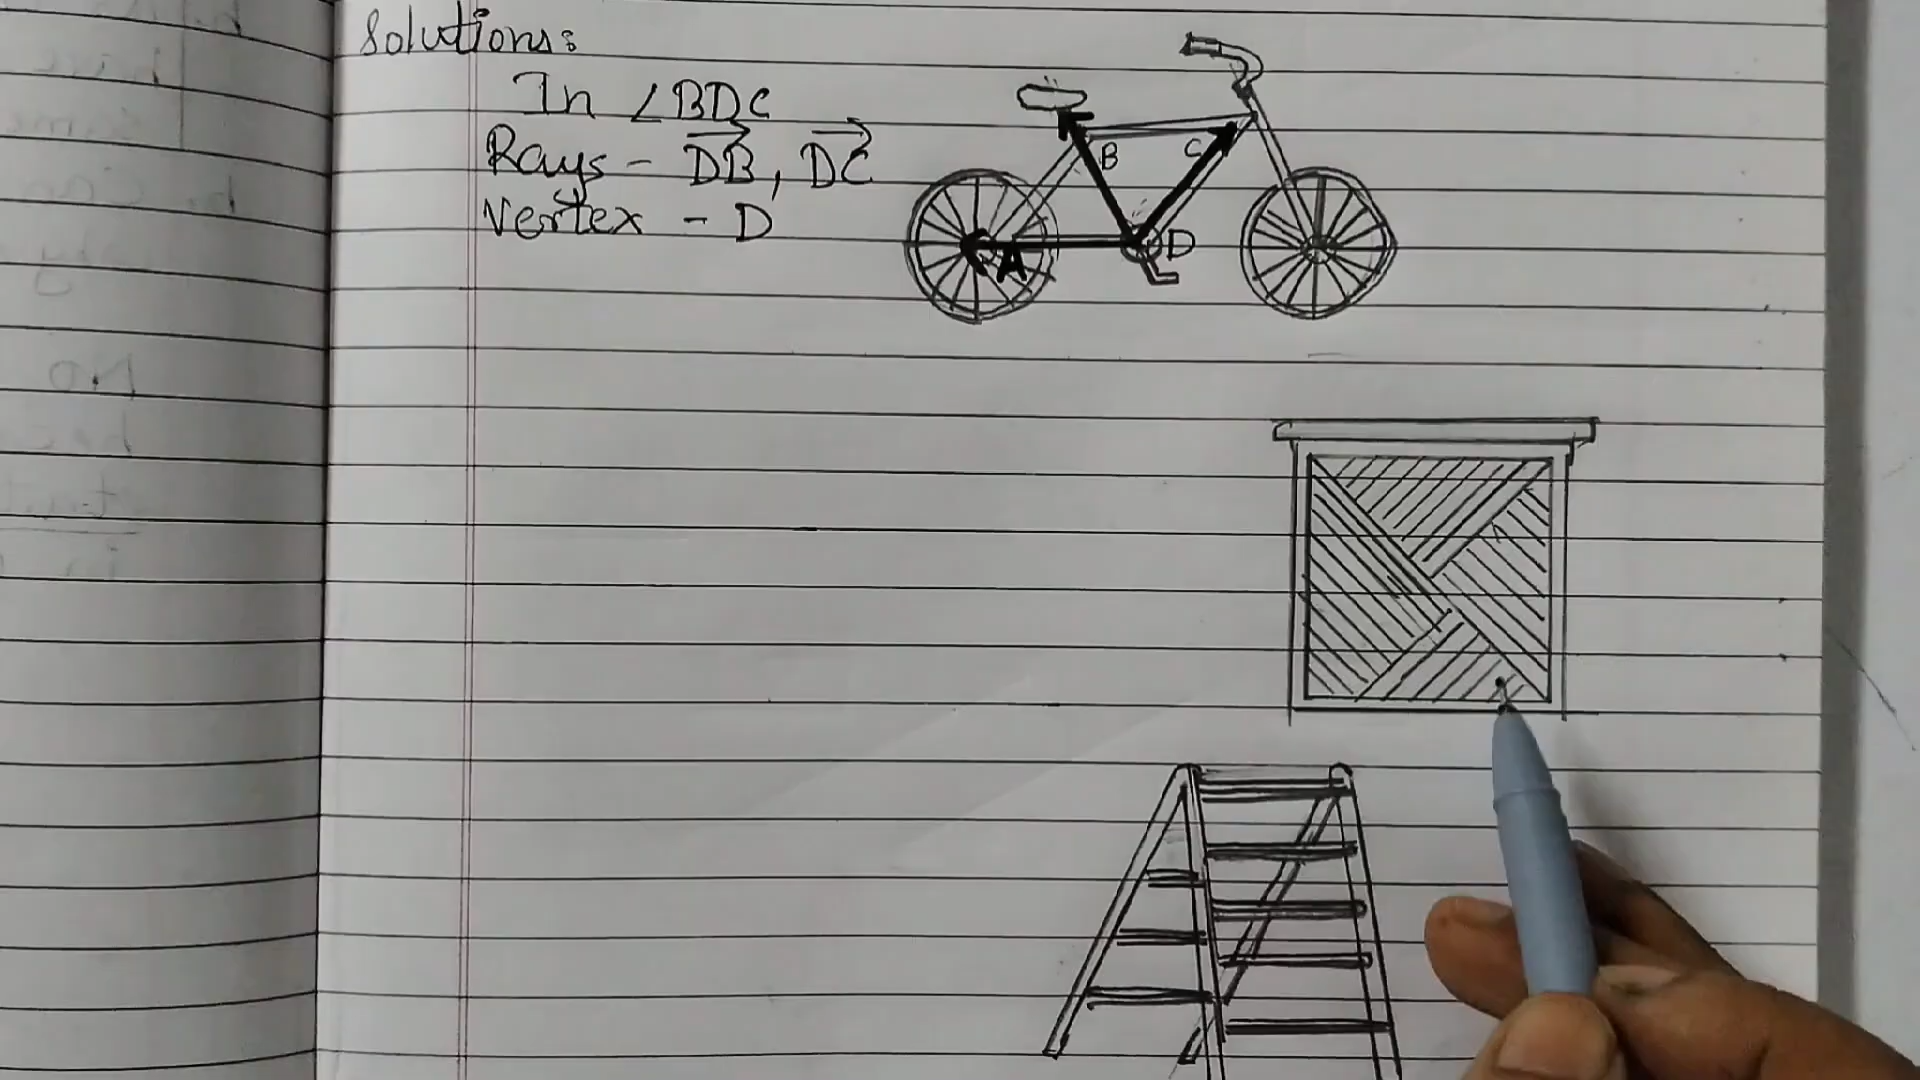 Solutions:
In ∠BDC
Rays - DB, DC
Vertex - D
B
C
A
D